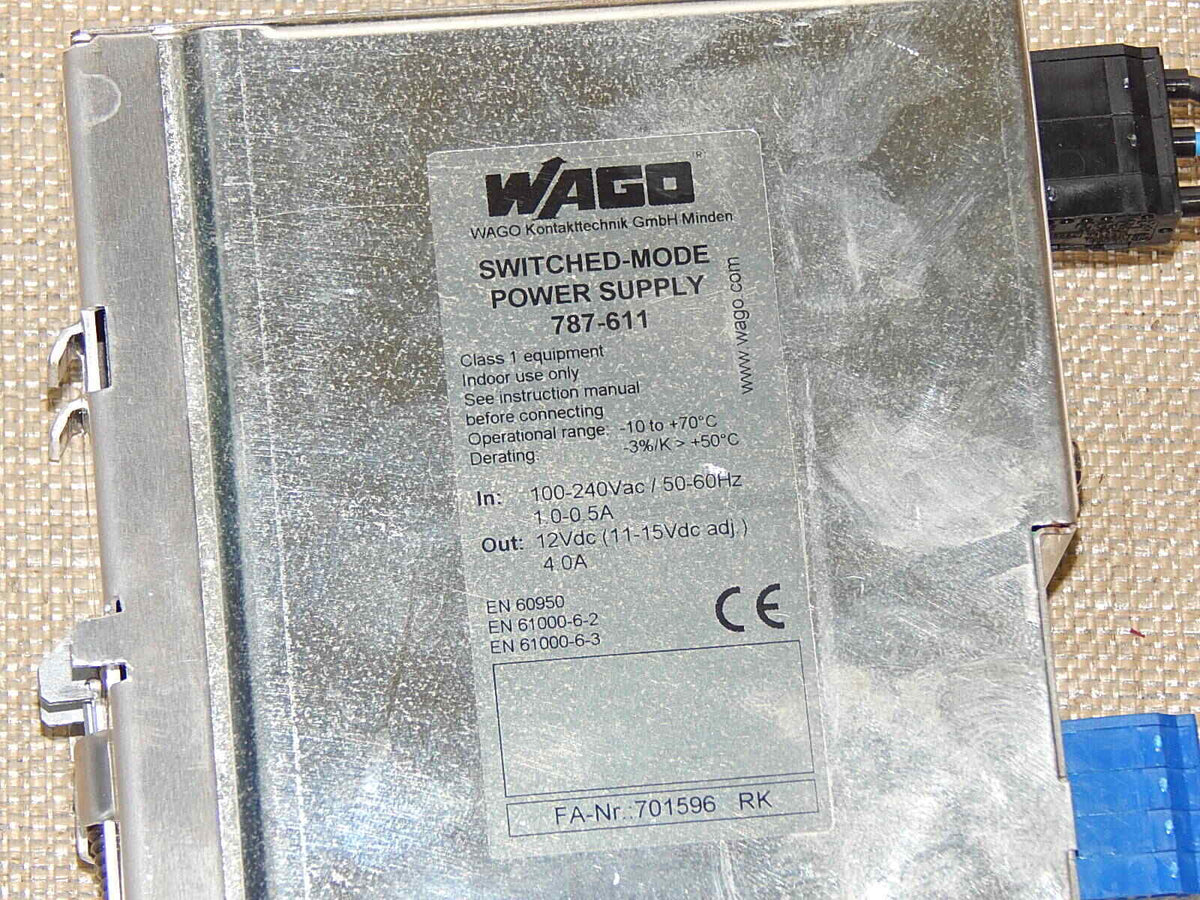 WAGO
WAGO Kontakttechnik GmbH Minden
SWITCHED-MODE
POWER SUPPLY
787-611
www wago com
Class 1 equipment
Indoor use only
See instruction manual
before connecting
Operational range: -10 to +70°C
Derating: -3%/K > +50°C
In: 100-240Vac / 50-60Hz
1.0-0.5A
Out: 12Vdc (11-15Vdc adj.)
4.0A
EN 60950
EN 61000-6-2
EN 61000-6-3
CE
FA-Nr.:701596 RK